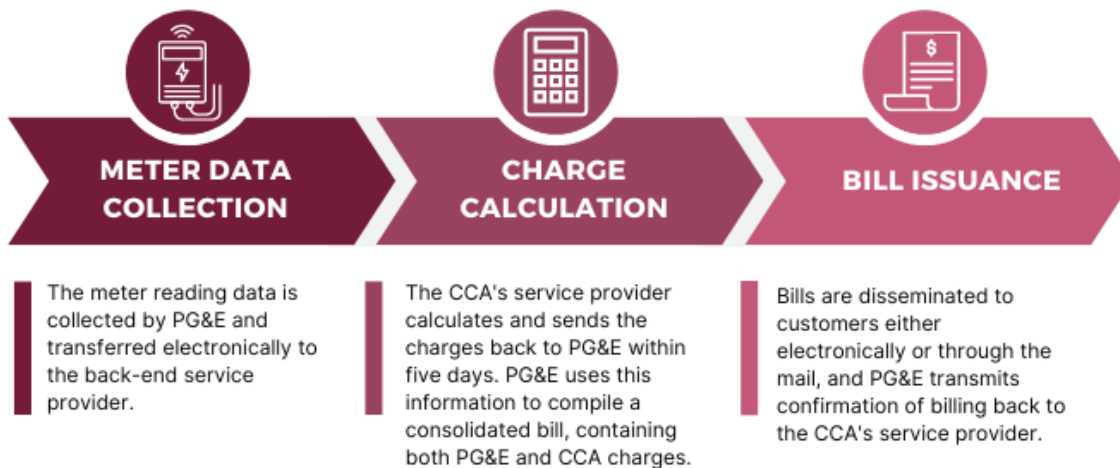 $
METER DATA
COLLECTION
CHARGE
CALCULATION
BILL ISSUANCE
The meter reading data is
collected by PG&E and
transferred electronically to
the back-end service
provider.
The CCA's service provider
calculates and sends the
charges back to PG&E within
five days. PG&E uses this
information to compile a
consolidated bill, containing
both PG&E and CCA charges.
Bills are disseminated to
customers either
electronically or through the
mail, and PG&E transmits
confirmation of billing back to
the CCA's service provider.